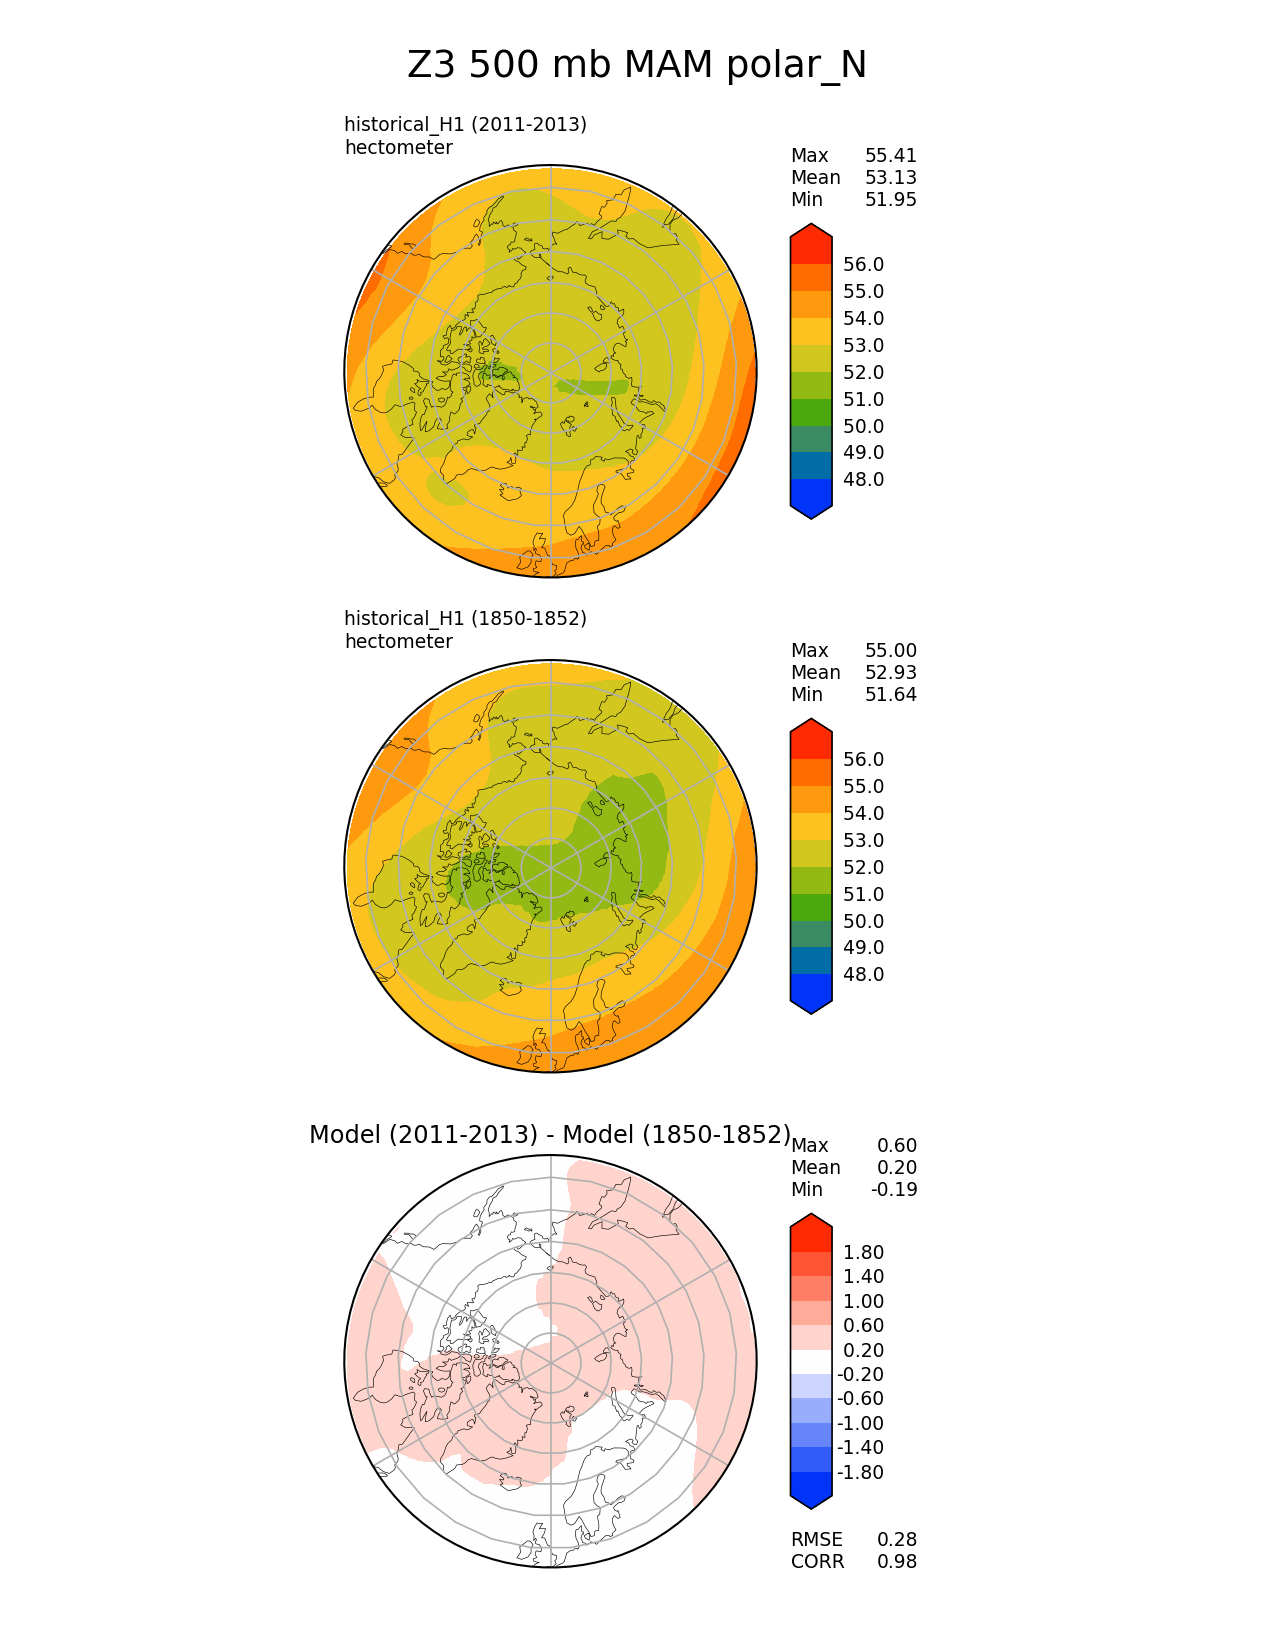 Z3 500 mb MAM polar_N
historical_H1 (2011-2013)
hectometer
Max 55.41
Mean 53.13
Min 51.95
56.0
55.0
54.0
53.0
52.0
51.0
50.0
49.0
48.0
historical_H1 (1850-1852)
hectometer
Max 55.00
Mean 52.93
Min 51.64
56.0
55.0
54.0
53.0
52.0
51.0
50.0
49.0
48.0
Model (2011-2013) - Model (1850-1852)
Max 0.60
Mean 0.20
Min -0.19
1.80
1.40
1.00
0.60
0.20
-0.20
-0.60
-1.00
-1.40
-1.80
RMSE 0.28
CORR 0.98